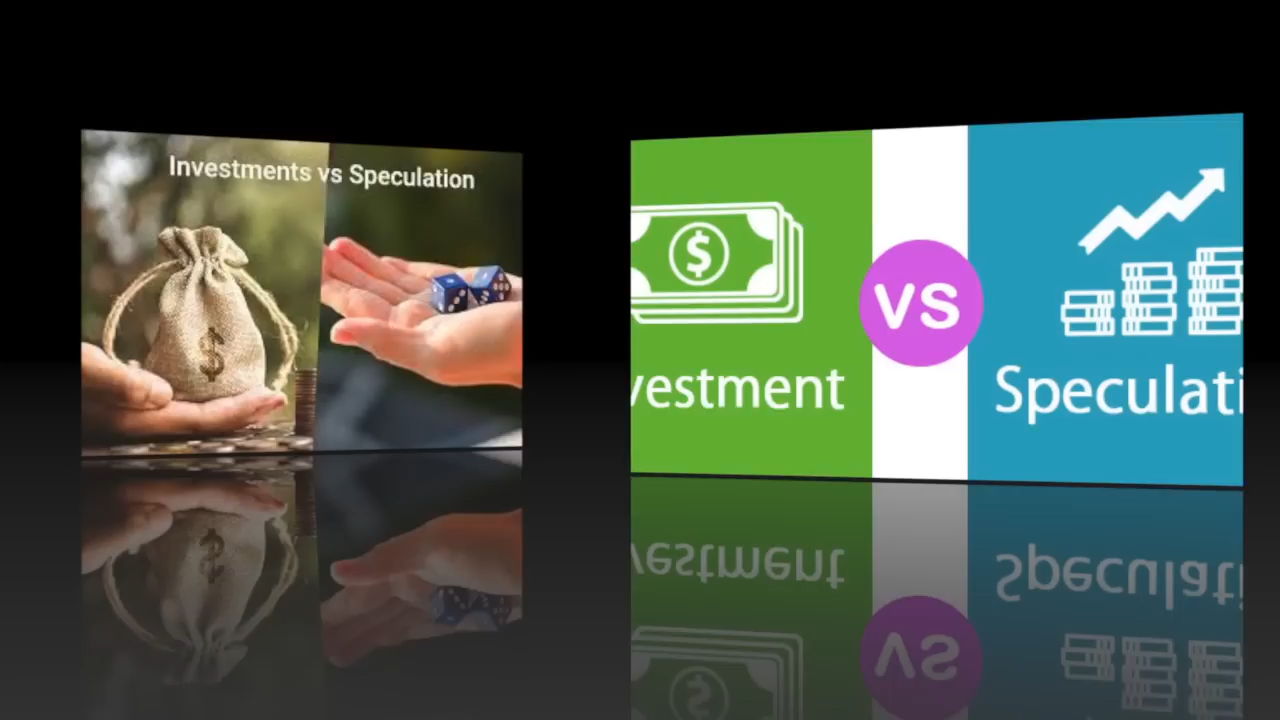 Investments vs Speculation
$
$
vestment
VS
Speculati